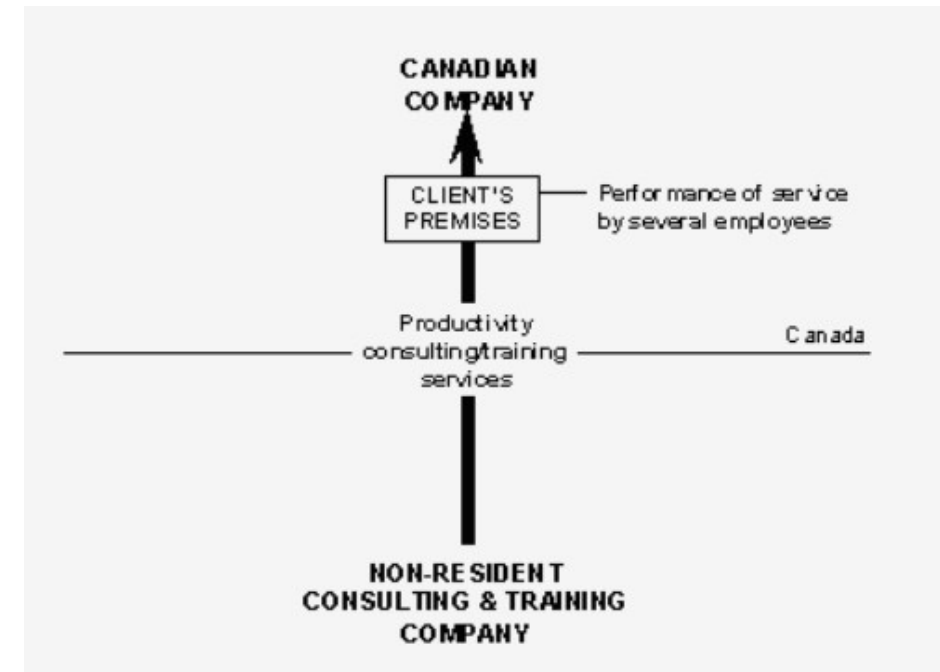 CANADIAN
COMPANY
CLIENT'S
PREMISES
Performance of service
by several employees
Productivity
consulting/training
services
Canada
NON-RESIDENT
CONSULTING & TRAINING
COMPANY